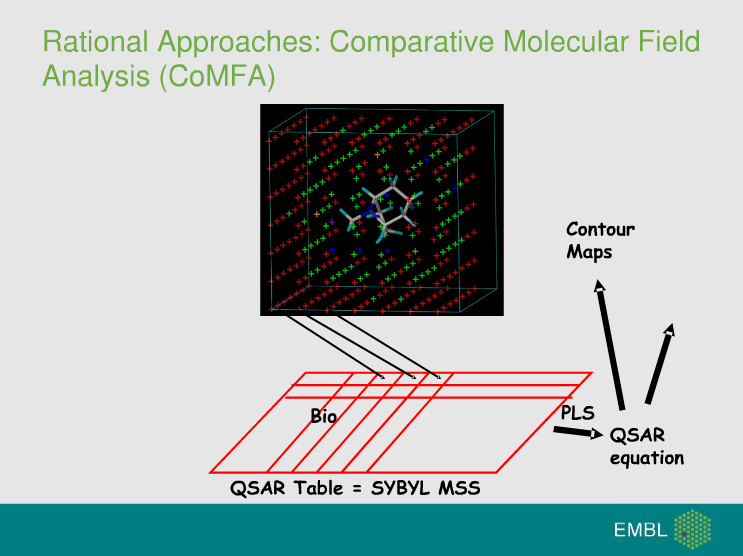 Rational Approaches: Comparative Molecular Field
Analysis (CoMFA)
Contour
Maps
Bio
PLS
QSAR
equation
QSAR Table = SYBYL MSS
EMBL